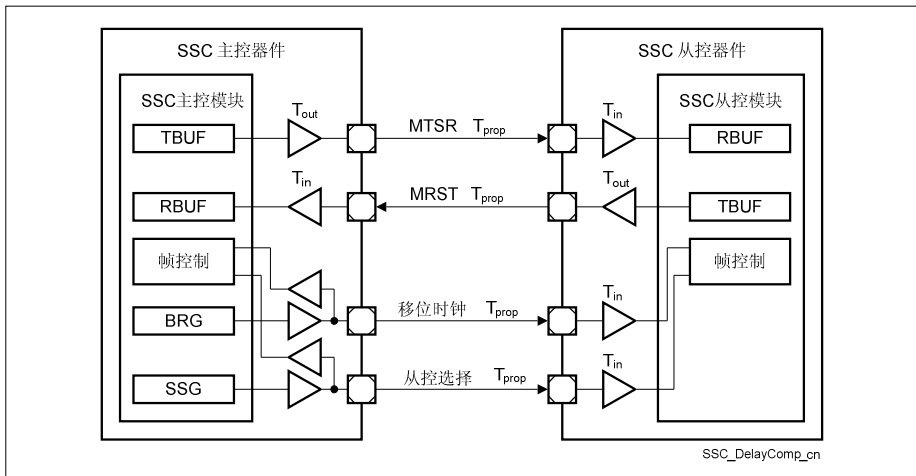 SSC 主控器件
SSC 从控器件
SSC主控模块
SSC从控模块
Tout
Tin
TBUF
MTSR Tprop
RBUF
Tin
Tout
RBUF
MRST Tprop
TBUF
帧控制
帧控制
Tin
BRG
移位时钟 Tprop
Tin
SSG
从控选择 Tprop
SSC_DelayComp_cn